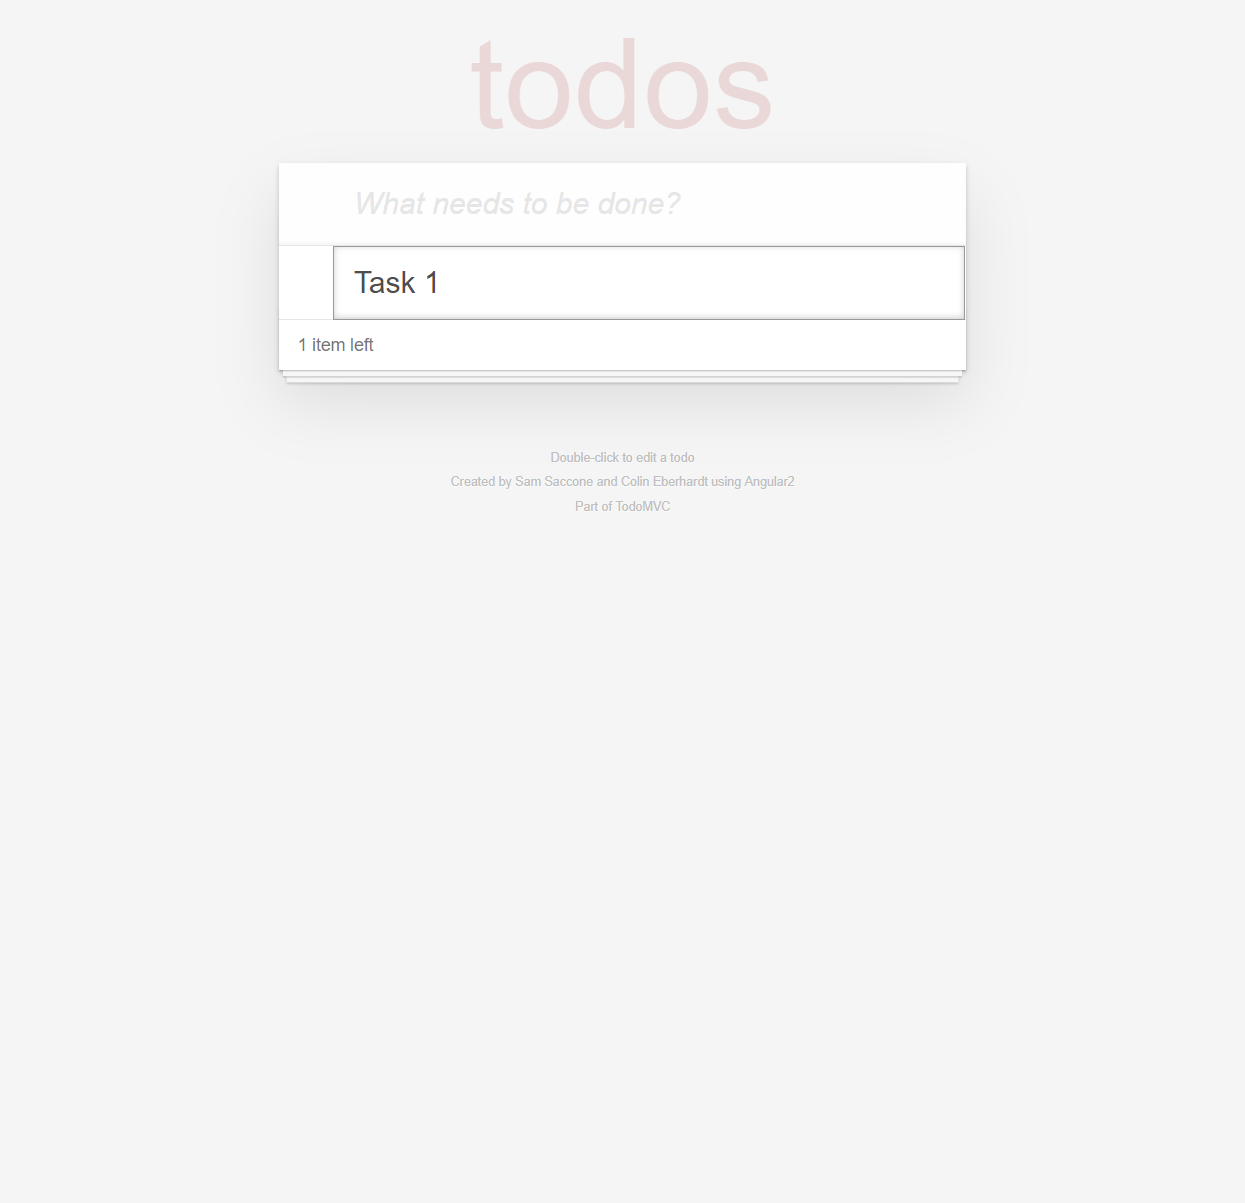 todos
What needs to be done?
Task 1
1 item left
Double-click to edit a todo
Created by Sam Saccone and Colin Eberhardt using Angular2
Part of TodoMVC